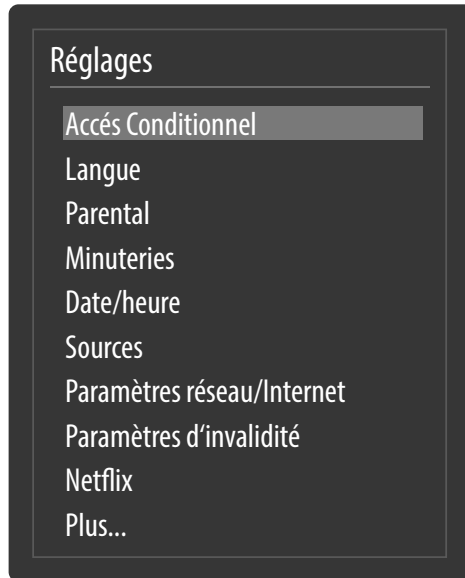 Réglages
Accés Conditionnel
Langue
Parental
Minuteries
Date/heure
Sources
Paramètres réseau/Internet
Paramètres d‘invalidité
Netflix
Plus...